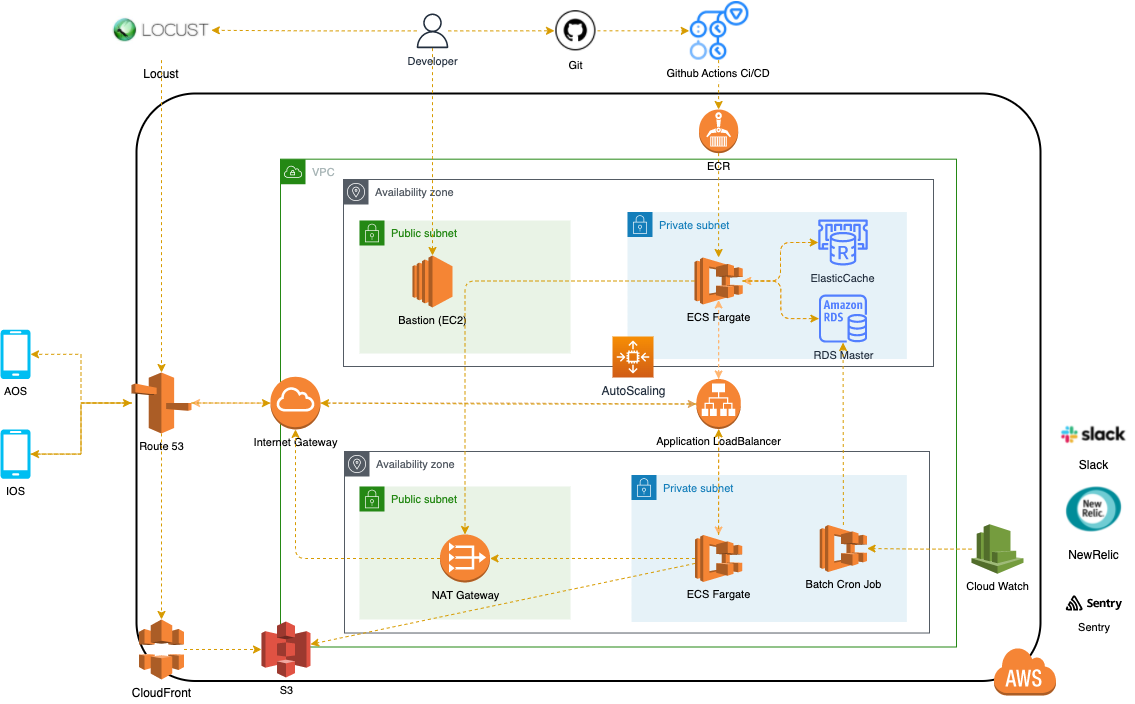 LOCUST
Locust
Developer
Git
Github Actions Ci/CD
ECR
VPC
Availability zone
Public subnet
Bastion (EC2)
Private subnet
ECS Fargate
R
ElasticCache
Amazon
RDS
RDS Master
AutoScaling
AOS
IOS
Route 53
Internet Gateway
Application LoadBalancer
Availability zone
Public subnet
NAT Gateway
Private subnet
ECS Fargate
Batch Cron Job
Cloud Watch
slack
Slack
New
Relic.
NewRelic
Sentry
Sentry
CloudFront
S3
AWS